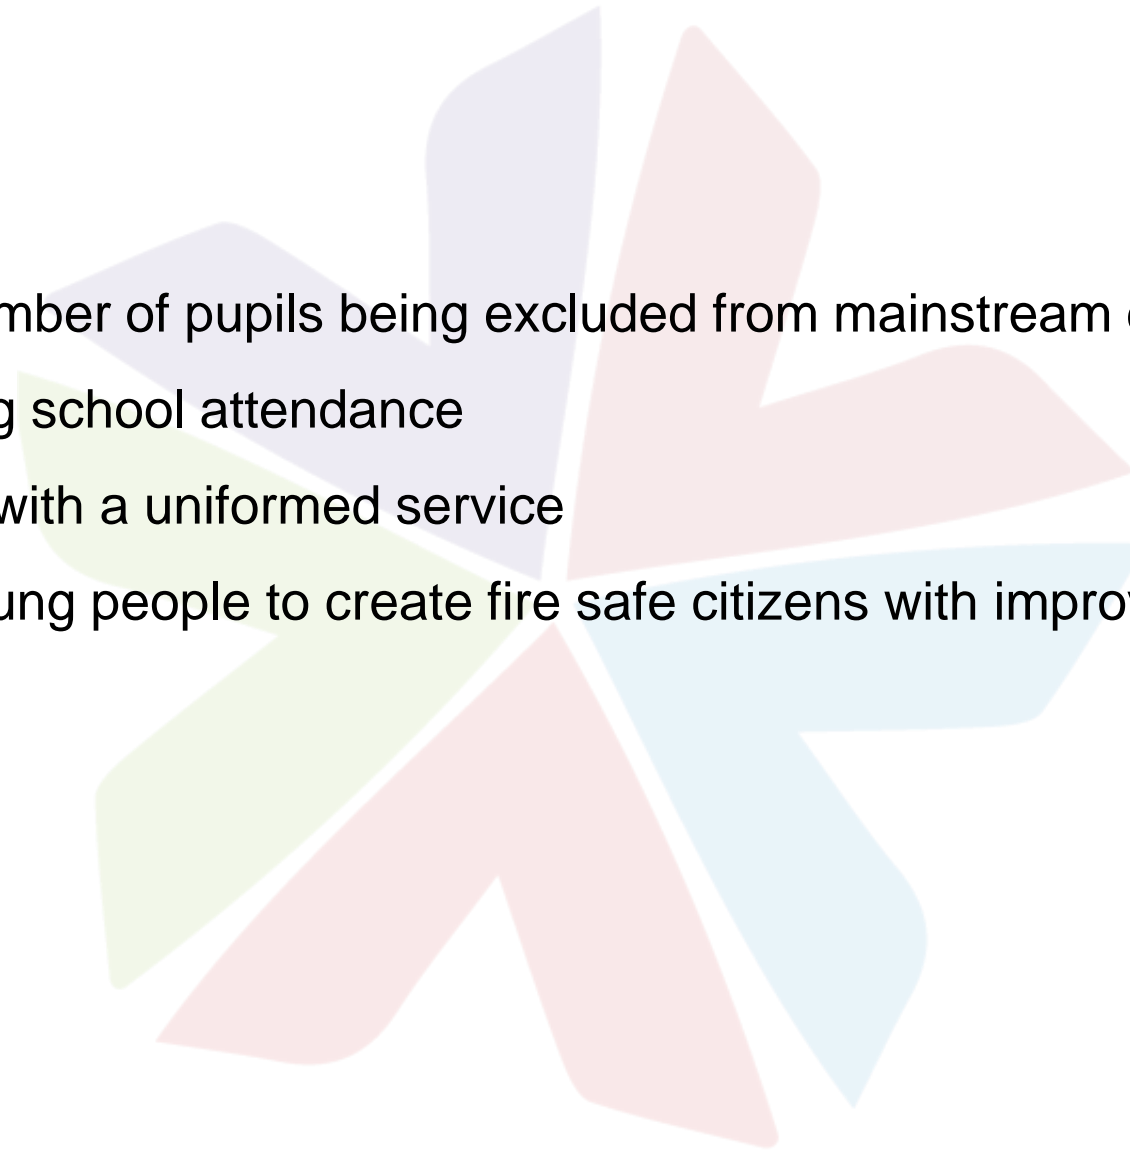 mber of pupils being excluded from mainstream
g school attendance
with a uniformed service
ung people to create fire safe citizens with improv